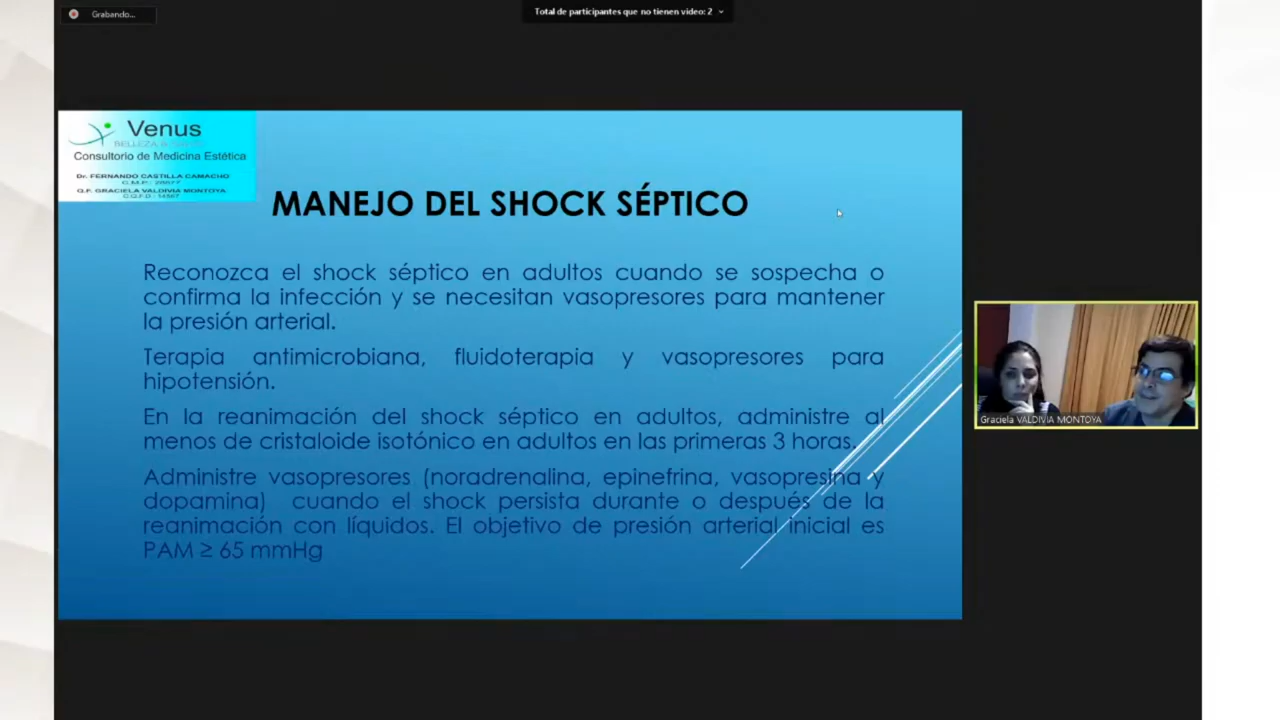 Grabando...
Total de participantes que no tienen video: 2
Venus
BELLEZA &
Consultorio de Medicina Estética
Dr. FERNANDO CASTILLA CAMACHO
C.M.P.: 28677
Q.F. GRACIELA VALDIVIA MONTOYA
C.Q.F.D.: 14567
MANEJO DEL SHOCK SÉPTICO
Reconozca el shock séptico en adultos cuando se sospecha o
confirma la infección y se necesitan vasopresores para mantener
la presión arterial.
Terapia antimicrobiana, fluidoterapia y vasopresores para
hipotensión.
En la reanimación del shock séptico en adultos, administre al
menos de cristaloide isotónico en adultos en las primeras 3 horas.
Administre vasopresores (noradrenalina, epinefrina, vasopresina y
dopamina) cuando el shock persista durante o después de la
reanimación con líquidos. El objetivo de presión arterial inicial es
PAM ≥ 65 mmHg
Graciela VALDIVIA MONTOYA